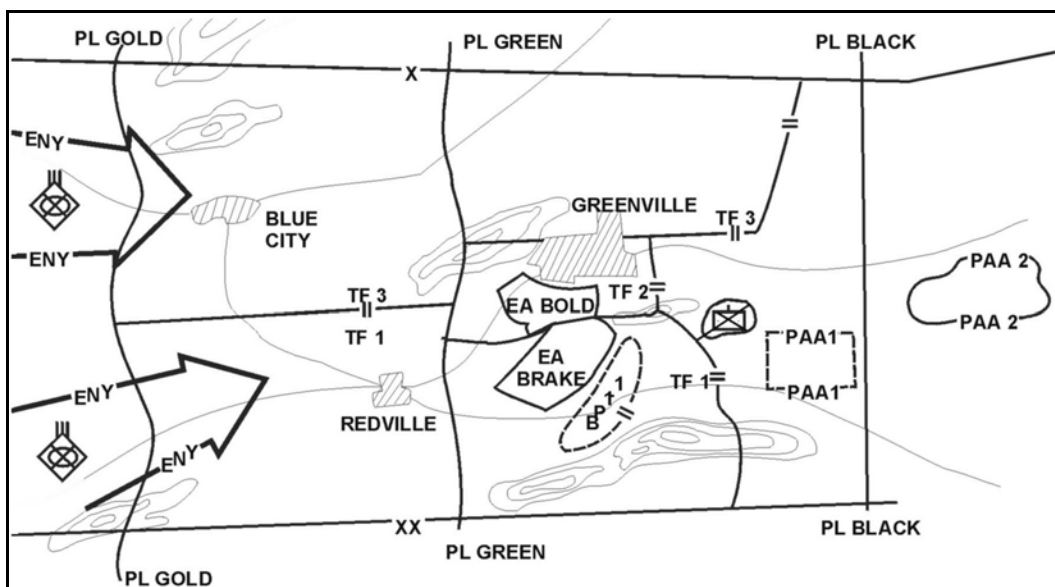 PL GOLD
PL GREEN
PL BLACK
X
ENY
ENY
BLUE
CITY
GREENVILLE
TF 3
PAA 2
PAA 2
TF 3
TF 1
EA BOLD
TF 2
EA
BRAKE
PAA1
PAA1
TF 1
ENY
ENY
REDVILLE
B P 1
XX
PL GREEN
PL BLACK
PL GOLD